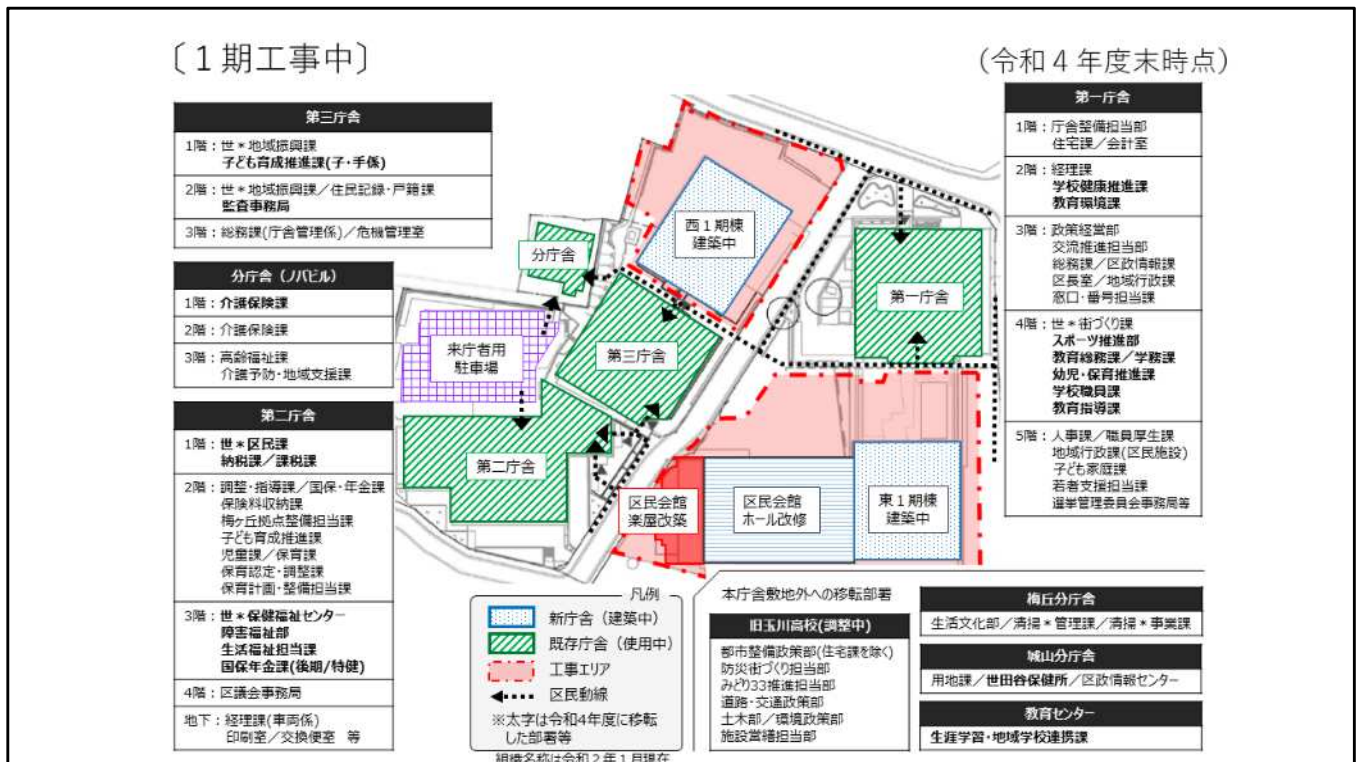 〔１期工事中〕
（令和４年度末時点）
第三庁舎
1階：世＊地域振興課
子ども育成推進課(子・手係)
2階：世＊地域振興課／住民記録・戸籍課
監査事務局
3階：総務課(庁舎管理係)／危機管理室
分庁舎（ノバビル）
1階：介護保険課
2階：介護保険課
3階：高齢福祉課
介護予防・地域支援課
第二庁舎
1階：世＊区民課
納税課／課税課
2階：調整・指導課／国保・年金課
保険料収納課
梅ヶ丘拠点整備担当課
子ども育成推進課
児童課／保育課
保育認定・調整課
保育計画・整備担当課
3階：世＊保健福祉センター
障害福祉部
生活福祉担当課
国保年金課(後期/特健)
4階：区議会事務局
地下：経理課(車両係)
印刷室／交換便室 等
西１期棟
建築中
分庁舎
第一庁舎
来庁者用
駐車場
第三庁舎
第二庁舎
区民会館
楽屋改築
区民会館
ホール改修
東１期棟
建築中
第一庁舎
1階：庁舎整備担当部
住宅課／会計室
2階：経理課
学校健康推進課
教育環境課
3階：政策経営部
交流推進担当部
総務課／区政情報課
区長室／地域行政課
窓口・番号担当課
4階：世＊街づくり課
スポーツ推進部
教育総務課／学務課
幼児・保育推進課
学校職員課
教育指導課
5階：人事課／職員厚生課
地域行政課(区民施設)
子ども家庭課
若者支援担当課
選挙管理委員会事務局等
凡例
新庁舎（建築中）
既存庁舎（使用中）
工事エリア
区民動線
※太字は令和4年度に移転
した部署等
組織名称は令和２年１月現在
本庁舎敷地外への移転部署
旧玉川高校(調整中)
都市整備政策部(住宅課を除く)
防災街づくり担当部
みどり33推進担当部
道路・交通政策部
土木部／環境政策部
施設営繕担当部
梅丘分庁舎
生活文化部／清掃＊管理課／清掃＊事業課
城山分庁舎
用地課／世田谷保健所／区政情報センター
教育センター
生涯学習・地域学校連携課